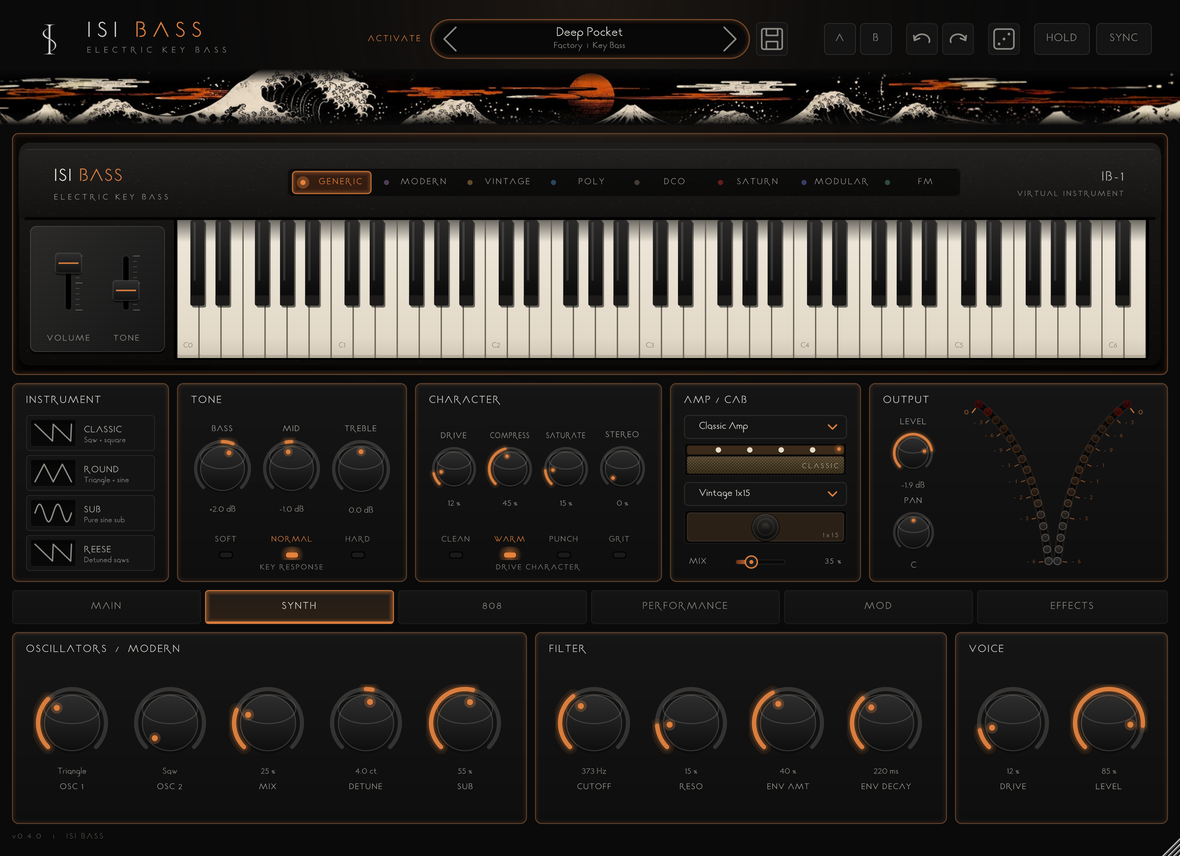 ISI BASS
ELECTRIC KEY BASS
ACTIVATE
Deep Pocket
Factory | Key Bass
A
B
HOLD
SYNC
ISI BASS
ELECTRIC KEY BASS
GENERIC
MODERN
VINTAGE
POLY
DCO
SATURN
MODULAR
FM
IB-1
VIRTUAL INSTRUMENT
VOLUME
TONE
C0
C1
C2
C3
C4
C5
C6
INSTRUMENT
CLASSIC
Saw + square
ROUND
Triangle + sine
SUB
Pure sine sub
REESE
Detuned saws
TONE
BASS
MID
TREBLE
+2.0 dB
-1.0 dB
0.0 dB
SOFT
NORMAL
HARD
KEY RESPONSE
CHARACTER
DRIVE
COMPRESS
SATURATE
STEREO
12 %
45 %
15 %
0 %
CLEAN
WARM
PUNCH
GRIT
DRIVE CHARACTER
AMP / CAB
Classic Amp
CLASSIC
Vintage 1x15
1x15
MIX
35 %
OUTPUT
LEVEL
-1.9 dB
PAN
C
MAIN
SYNTH
808
PERFORMANCE
MOD
EFFECTS
OSCILLATORS / MODERN
Triangle
OSC 1
Saw
OSC 2
25 %
MIX
4.0 ct
DETUNE
55 %
SUB
FILTER
373 Hz
CUTOFF
15 %
RESO
40 %
ENV AMT
220 ms
ENV DECAY
VOICE
12 %
DRIVE
85 %
LEVEL
v0.4.0 | ISI BASS